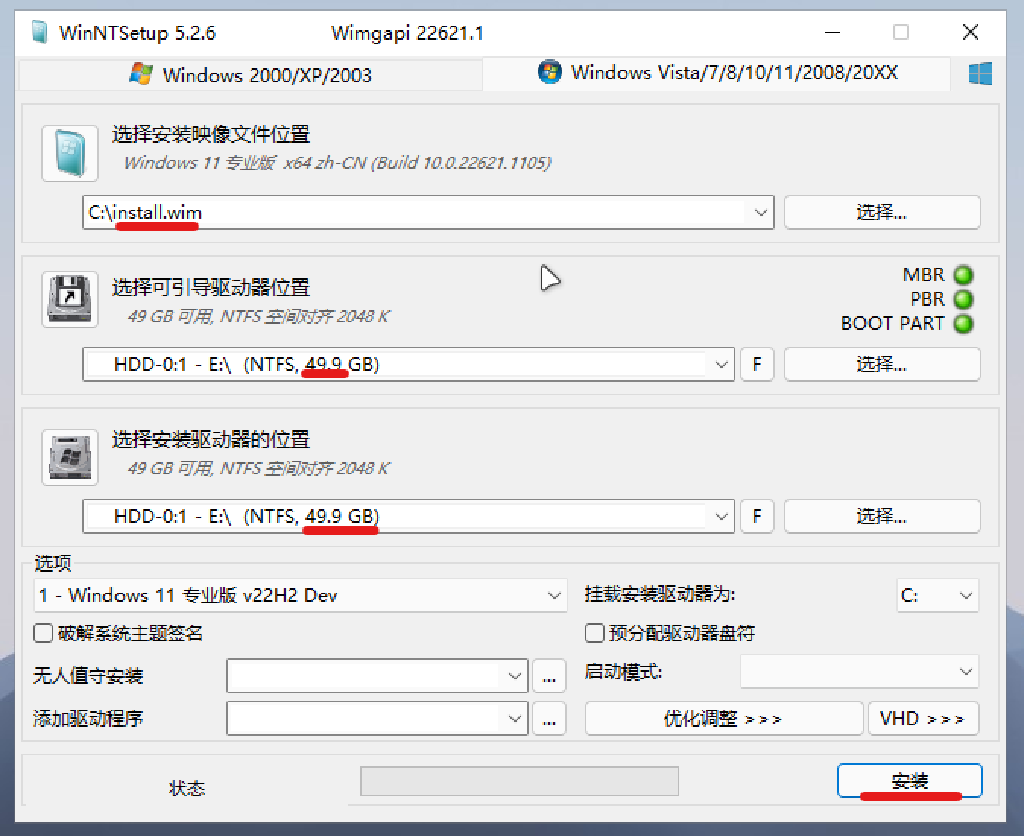 WinNTSetup 5.2.6 Wimgapi 22621.1
Windows 2000/XP/2003 Windows Vista/7/8/10/11/2008/20XX
选择安装映像文件位置
Windows 11 专业版 x64 zh-CN (Build 10.0.22621.1105)
C:\install.wim 选择...
选择可引导驱动器位置
49 GB 可用, NTFS 空间对齐 2048 K
MBR
PBR
BOOT PART
HDD-0:1 - E:\ (NTFS, 49.9 GB) F 选择...
选择安装驱动器的位置
49 GB 可用, NTFS 空间对齐 2048 K
HDD-0:1 - E:\ (NTFS, 49.9 GB) F 选择...
选项
1 - Windows 11 专业版 v22H2 Dev 挂载安装驱动器为: C:
破解系统主题签名 预分配驱动器盘符
无人值守安装 ... 启动模式:
添加驱动程序 ... 优化调整 >>> VHD >>>
状态 安装